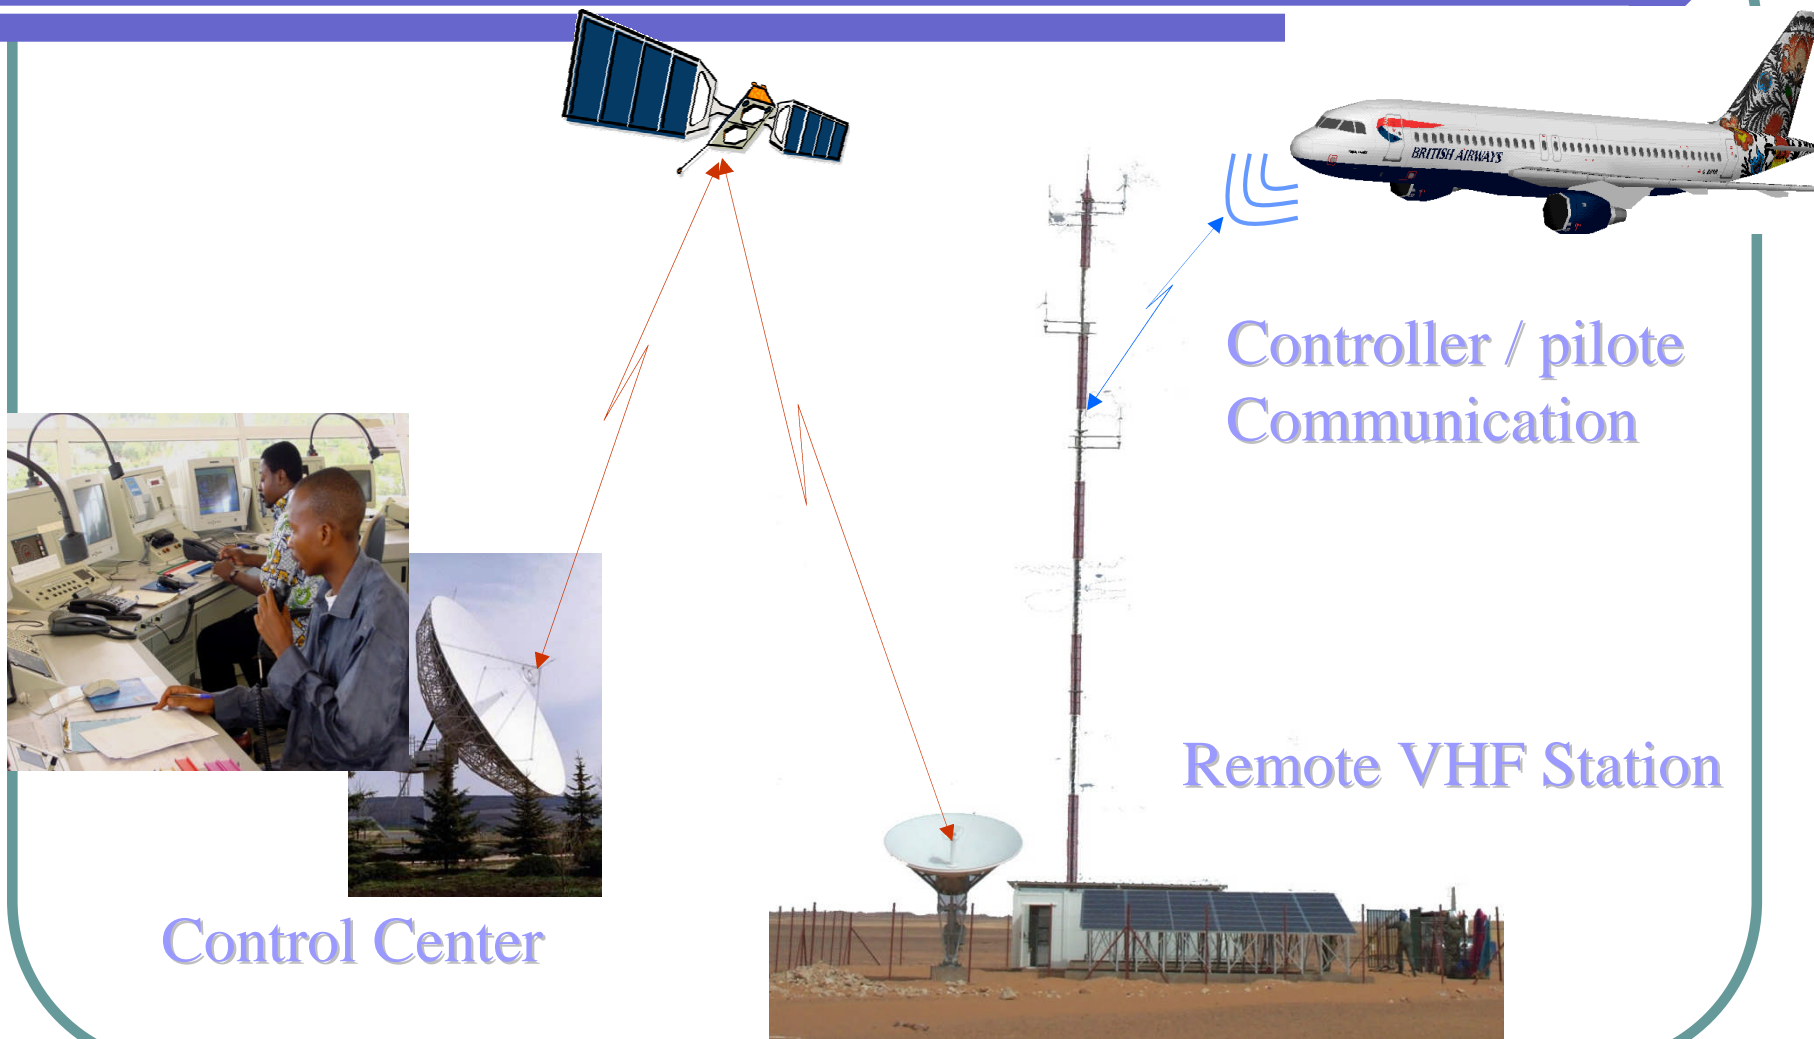 BRITISH AIRWAYS
Controller / pilote
Communication
Remote VHF Station
Control Center